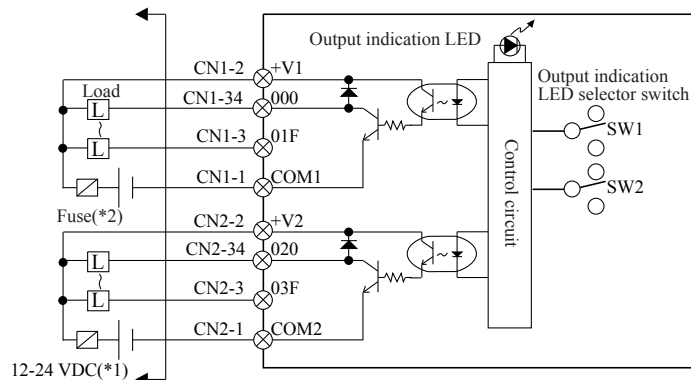 Output indication LED
CN1-2 +V1
Load
CN1-34 000
L
CN1-3 01F
L
CN1-1 COM1
Fuse(*2)
CN2-2 +V2
CN2-34 020
L
CN2-3 03F
L
CN2-1 COM2
12-24 VDC(*1)
Control circuit
Output indication
LED selector switch
SW1
SW2